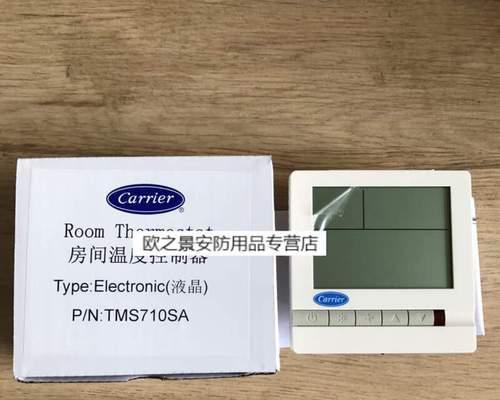 Carrier
Room Thermostat
房间温度控制器
Type:Electronic(液晶)
P/N:TMS710SA
欧之景安防用品专营店
Carrier